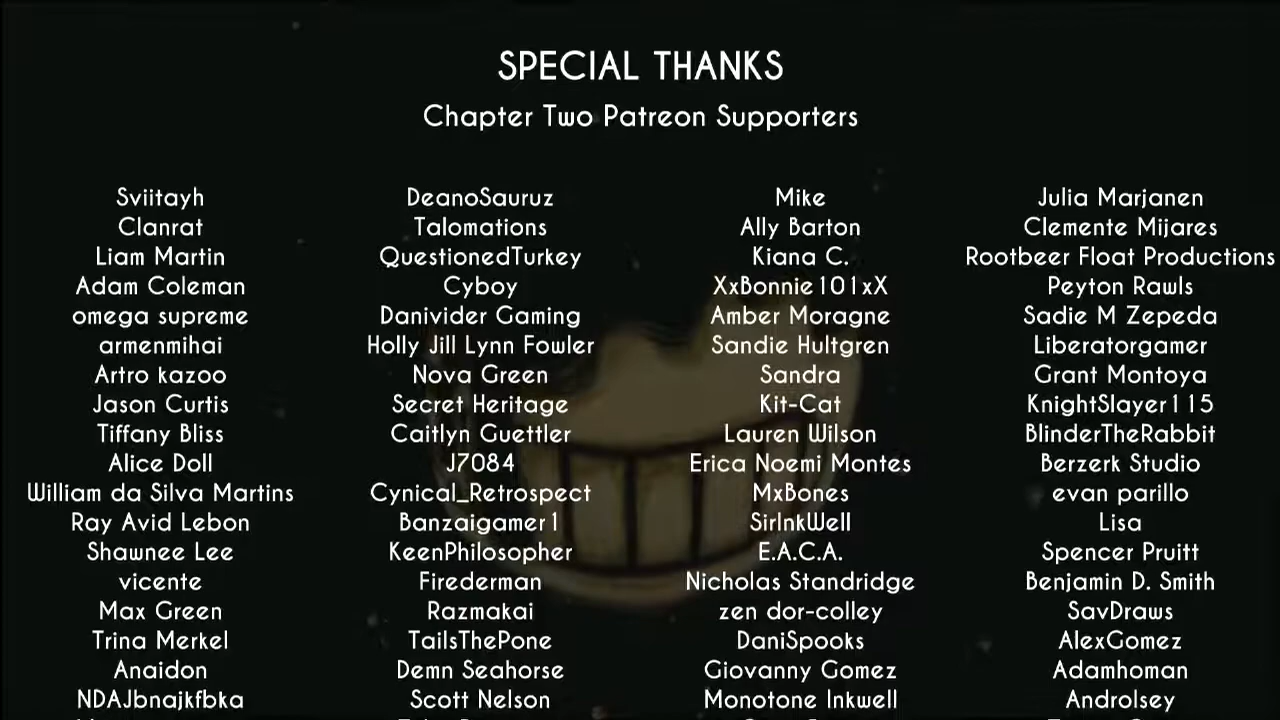 SPECIAL THANKS
Chapter Two Patreon Supporters
Sviitayh DeanoSauruz Mike Julia Marjanen
Clanrat Talomations Ally Barton Clemente Mijares
Liam Martin QuestionedTurkey Kiana C. Rootbeer Float Productions
Adam Coleman Cyboy XxBonnie101xX Peyton Rawls
omega supreme Danivider Gaming Amber Moragne Sadie M Zepeda
armenmihai Holly Jill Lynn Fowler Sandie Hultgren Liberatorgamer
Artro kazoo Nova Green Sandra Grant Montoya
Jason Curtis Secret Heritage Kit-Cat KnightSlayer115
Tiffany Bliss Caitlyn Guettler Lauren Wilson BlinderTheRabbit
Alice Doll J7084 Erica Noemi Montes Berzerk Studio
William da Silva Martins Cynical_Retrospect MxBones evan parillo
Ray Avid Lebon Banzaigamer1 SirInkWell Lisa
Shawnee Lee KeenPhilosopher E.A.C.A. Spencer Pruitt
vicente Firederman Nicholas Standridge Benjamin D. Smith
Max Green Razmakai zen dor-colley SavDraws
Trina Merkel TailsThePone DaniSpooks AlexGomez
Anaidon Demn Seahorse Giovanny Gomez Adamhoman
NDAJbnajkfbka Scott Nelson Monotone Inkwell Androlsey